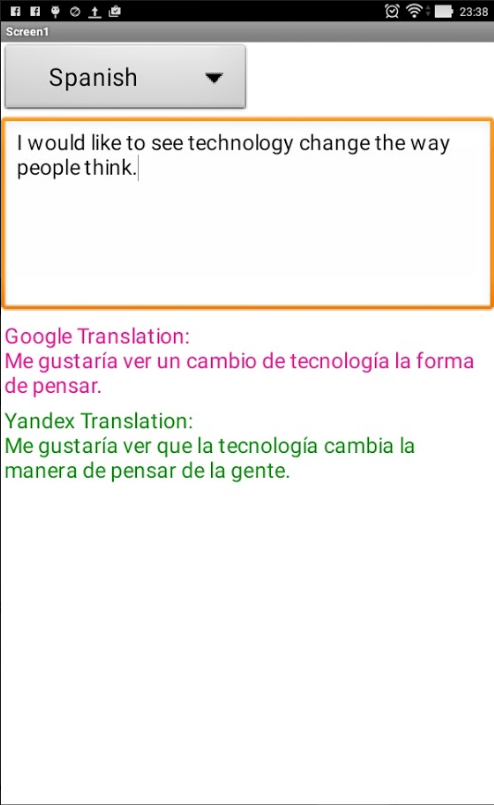 23:38
Screen1
Spanish
I would like to see technology change the way
people think.
Google Translation:
Me gustaría ver un cambio de tecnología la forma
de pensar.
Yandex Translation:
Me gustaría ver que la tecnología cambia la
manera de pensar de la gente.